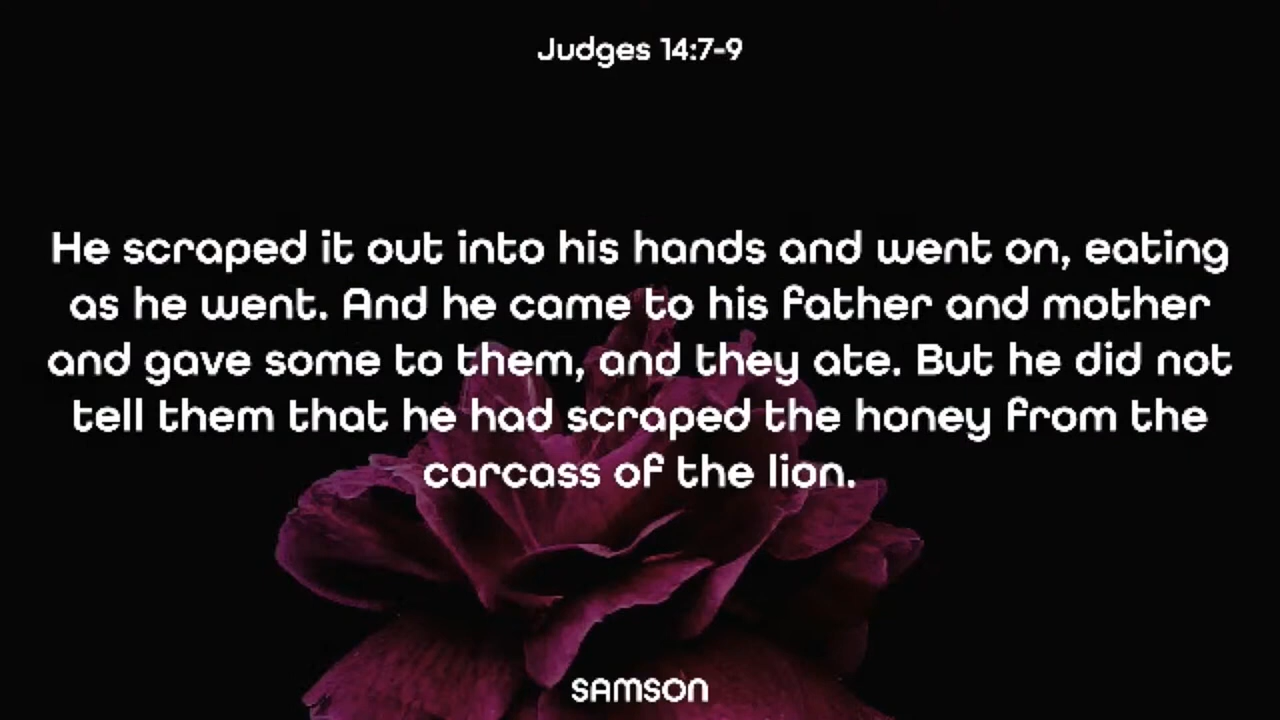 Judges 14:7-9
He scraped it out into his hands and went on, eating
as he went. And he came to his father and mother
and gave some to them, and they ate. But he did not
tell them that he had scraped the honey from the
carcass of the lion.
SAMSON